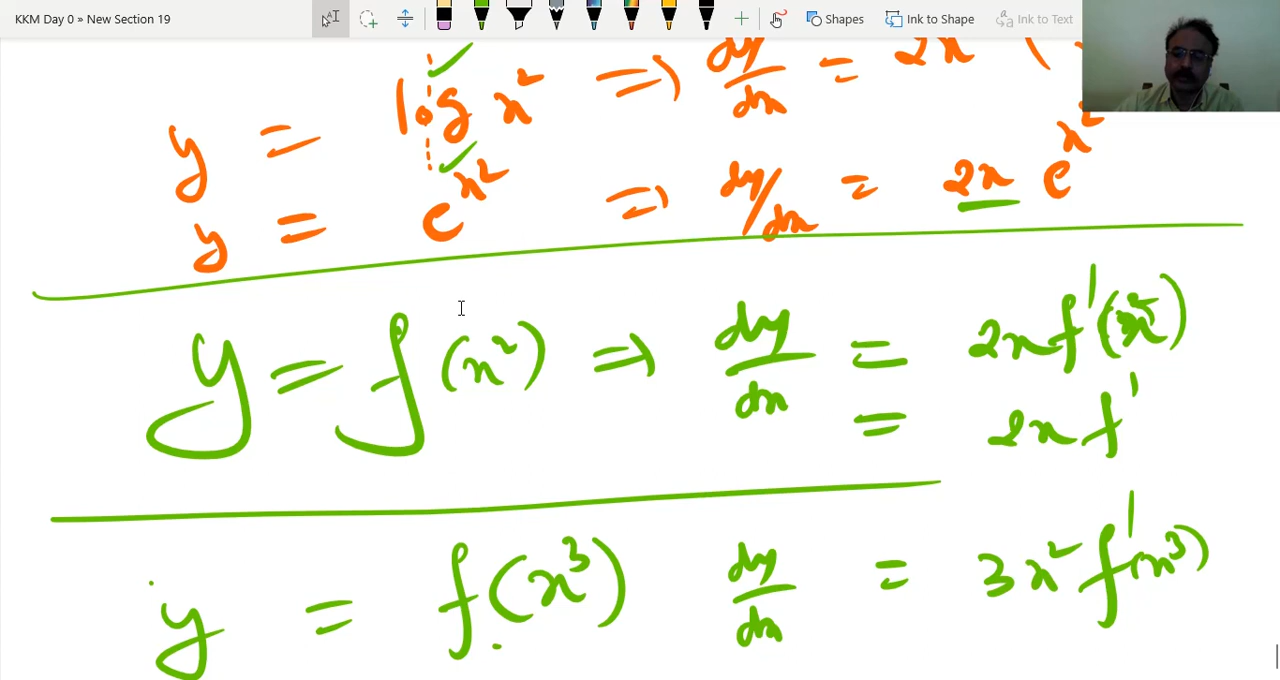 KKM Day 0 » New Section 19
Shapes
Ink to Shape
Ink to Text
y = log x² ⇒ dy/dx = 2x (
y = e^x² ⇒ dy/dx = 2x e^x²
y = f(x²) ⇒ dy/dx = 2x f'(x²)
= 2x f'
y = f(x³) dy/dx = 3x² f'(x³)